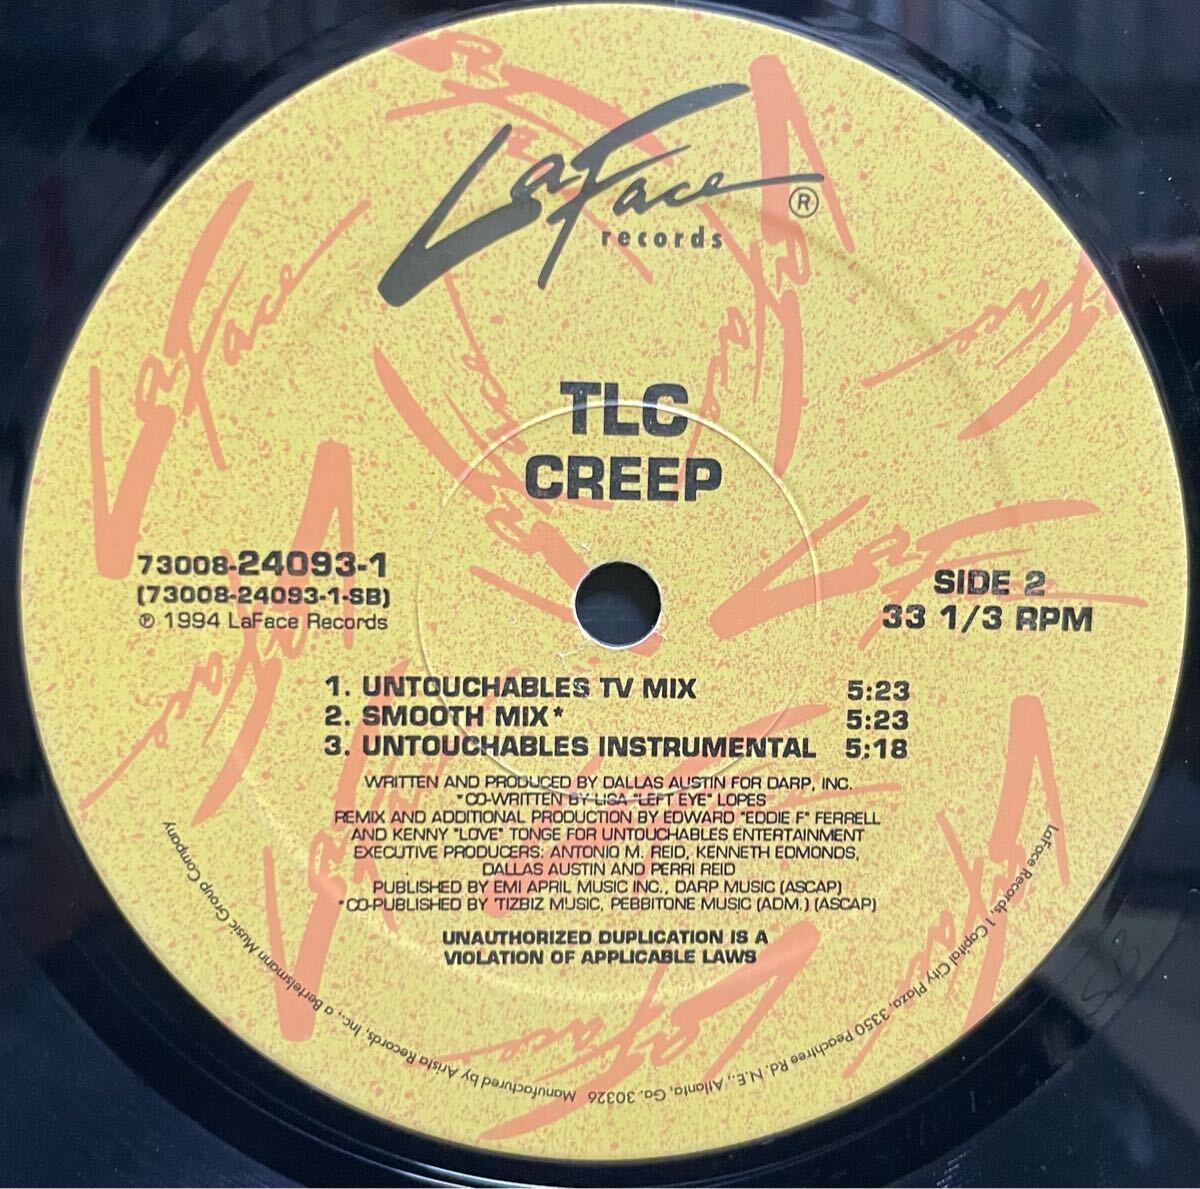 LaFace ®
records
TLC
CREEP
73008-24093-1
(73008-24093-1-SB)
℗ 1994 LaFace Records
SIDE 2
33 1/3 RPM
1. UNTOUCHABLES TV MIX 5:23
2. SMOOTH MIX* 5:23
3. UNTOUCHABLES INSTRUMENTAL 5:18
WRITTEN AND PRODUCED BY DALLAS AUSTIN FOR DARP, INC.
*CO-WRITTEN BY LISA "LEFT EYE" LOPES
REMIX AND ADDITIONAL PRODUCTION BY EDWARD "EDDIE F" FERRELL
AND KENNY "LOVE" TONGE FOR UNTOUCHABLES ENTERTAINMENT
EXECUTIVE PRODUCERS: ANTONIO M. REID, KENNETH EDMONDS,
DALLAS AUSTIN AND PERRI REID
PUBLISHED BY EMI APRIL MUSIC INC., DARP MUSIC (ASCAP)
*CO-PUBLISHED BY 'TIZBIZ MUSIC, PEBBITONE MUSIC (ADM.) (ASCAP)
UNAUTHORIZED DUPLICATION IS A
VIOLATION OF APPLICABLE LAWS
LaFace Records, 1 Capital City Plaza, 3350 Peachtree Rd. N.E., Atlanta, Ga. 30326 Manufactured by Arista Records, Inc., a Bertelsmann Music Group Company